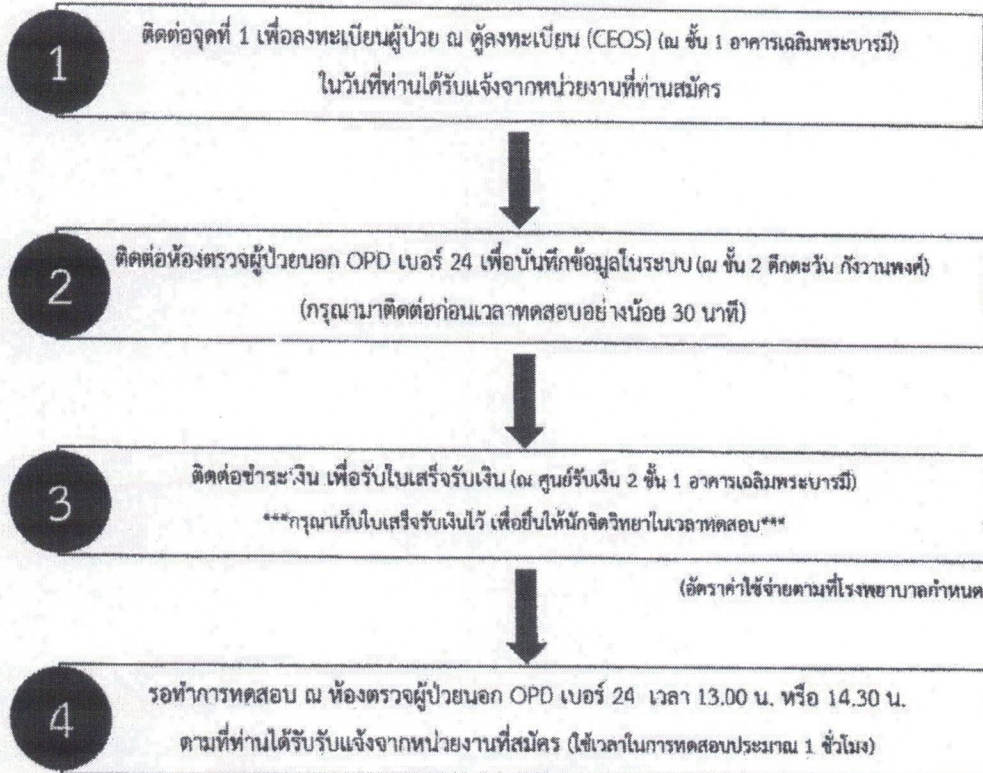 1
ติดต่อจุดที่ 1 เพื่อลงทะเบียนผู้ป่วย ณ ตู้ลงทะเบียน (CEOS) (ณ ชั้น 1 อาคารเฉลิมพระบารมี)
ในวันที่ท่านได้รับแจ้งจากหน่วยงานที่ท่านสมัคร
2
ติดต่อห้องตรวจผู้ป่วยนอก OPD เบอร์ 24 เพื่อบันทึกข้อมูลในระบบ (ณ ชั้น 2 ตึกตะวัน กังวานพงศ์)
(กรุณามาติดต่อก่อนเวลาทดสอบอย่างน้อย 30 นาที)
3
ติดต่อชำระเงิน เพื่อรับใบเสร็จรับเงิน (ณ ศูนย์รับเงิน 2 ชั้น 1 อาคารเฉลิมพระบารมี)
***กรุณาเก็บใบเสร็จรับเงินไว้ เพื่อยื่นให้นักจิตวิทยาในเวลาทดสอบ***
(อัตราค่าใช้จ่ายตามที่โรงพยาบาลกำหนด
4
รอทำการทดสอบ ณ ห้องตรวจผู้ป่วยนอก OPD เบอร์ 24 เวลา 13.00 น. หรือ 14.30 น.
ตามที่ท่านได้รับรับแจ้งจากหน่วยงานที่สมัคร (ใช้เวลาในการทดสอบประมาณ 1 ชั่วโมง)